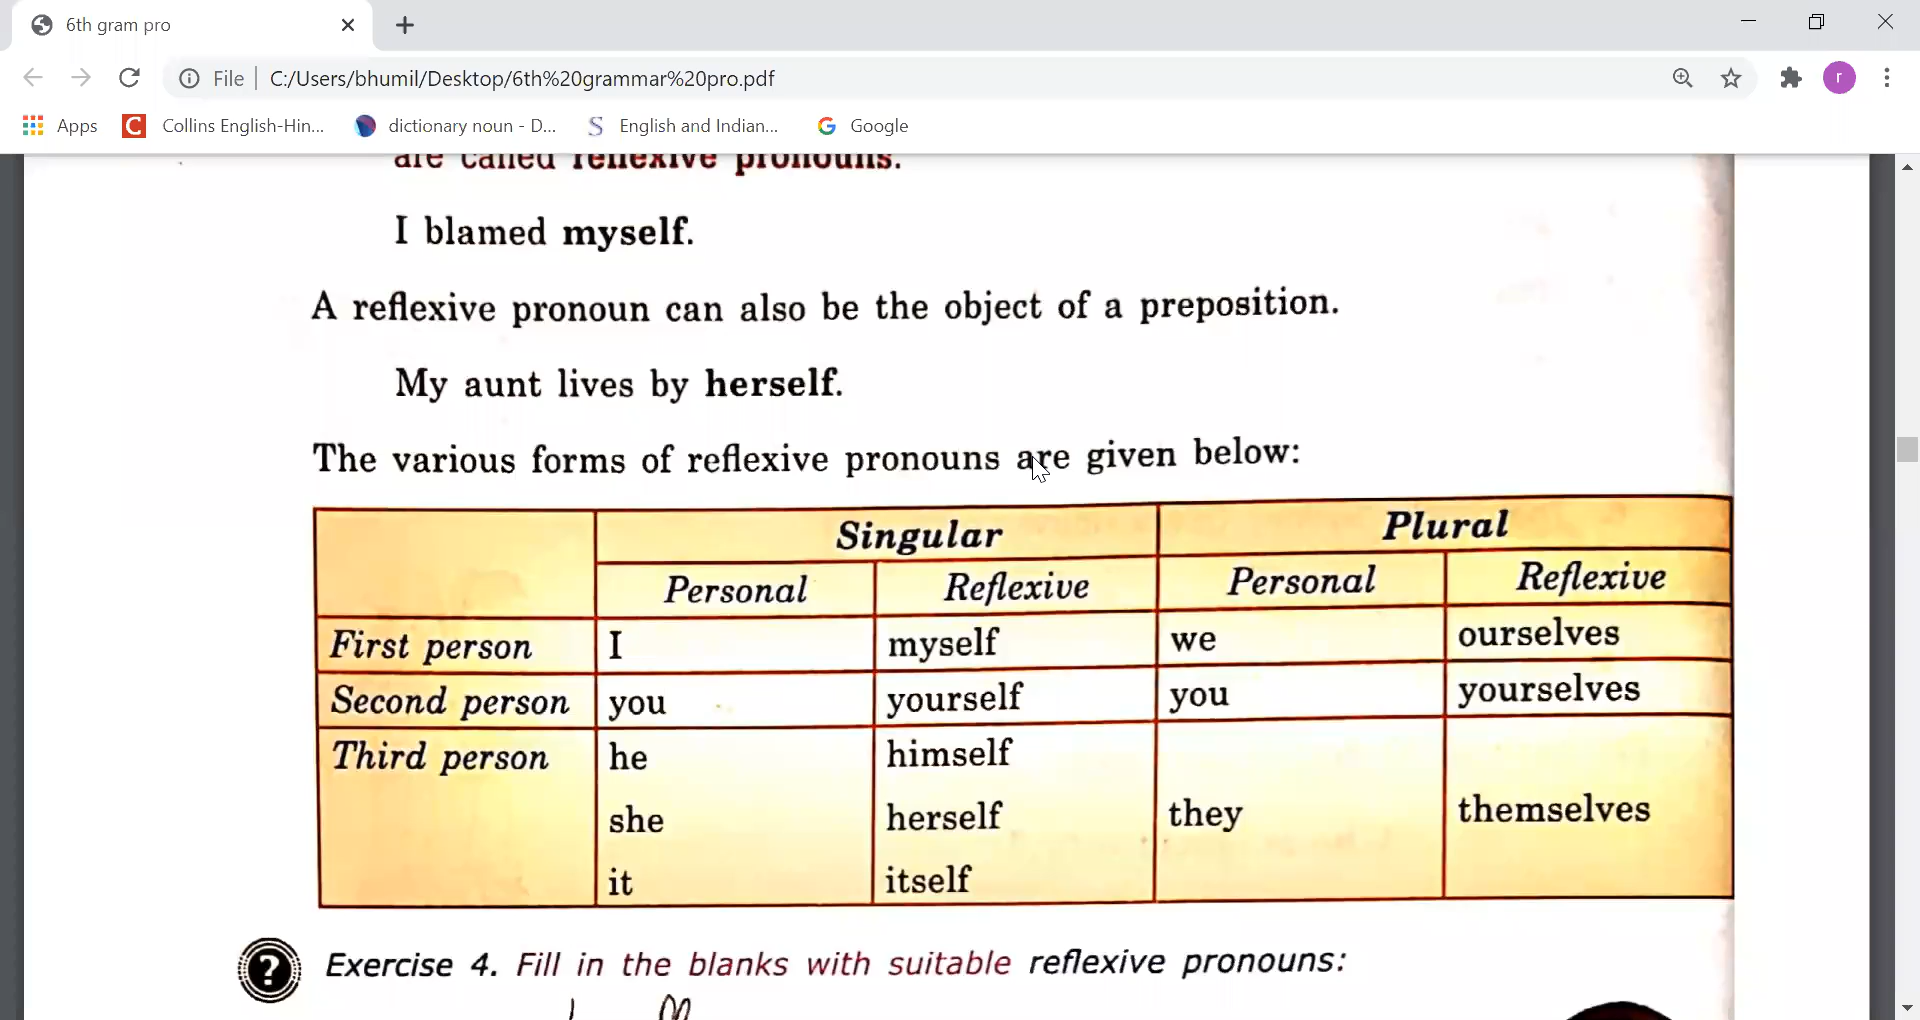 6th gram pro
File C:/Users/bhumil/Desktop/6th%20grammar%20pro.pdf r
Apps Collins English-Hin... dictionary noun - D... English and Indian... Google
are called reflexive pronouns.
I blamed myself.
A reflexive pronoun can also be the object of a preposition.
My aunt lives by herself.
The various forms of reflexive pronouns are given below:
Singular Plural
Personal Reflexive Personal Reflexive
First person I myself we ourselves
Second person you yourself you yourselves
Third person he himself
she herself they themselves
it itself
? Exercise 4. Fill in the blanks with suitable reflexive pronouns: